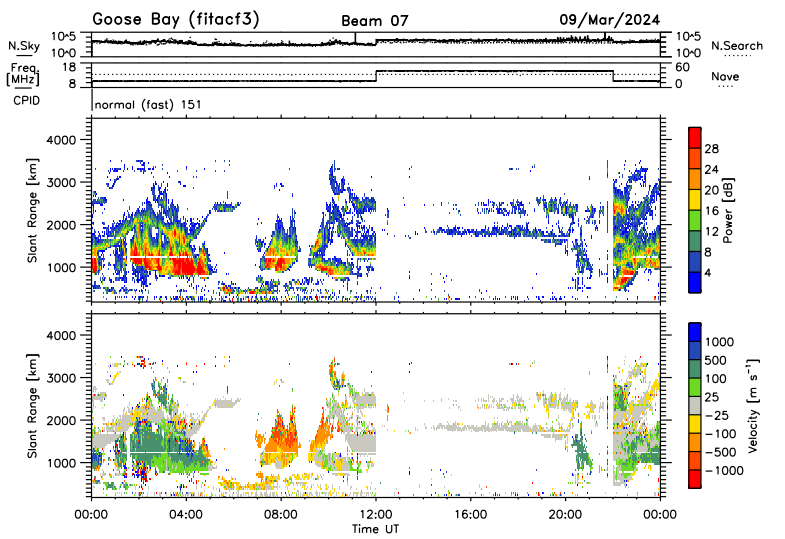 Goose Bay (fitacf3) Beam 07 09/Mar/2024
N.Sky 10^5 10^0 10^5 10^0 N.Search
Freq. [MHz] 18 8 60 0 Nave
CPID normal (fast) 151
Slant Range [km] 4000 3000 2000 1000
Power [dB] 28 24 20 16 12 8 4
Slant Range [km] 4000 3000 2000 1000
Velocity [m s⁻¹] 1000 500 100 25 −25 −100 −500 −1000
00:00 04:00 08:00 12:00 16:00 20:00 00:00
Time UT